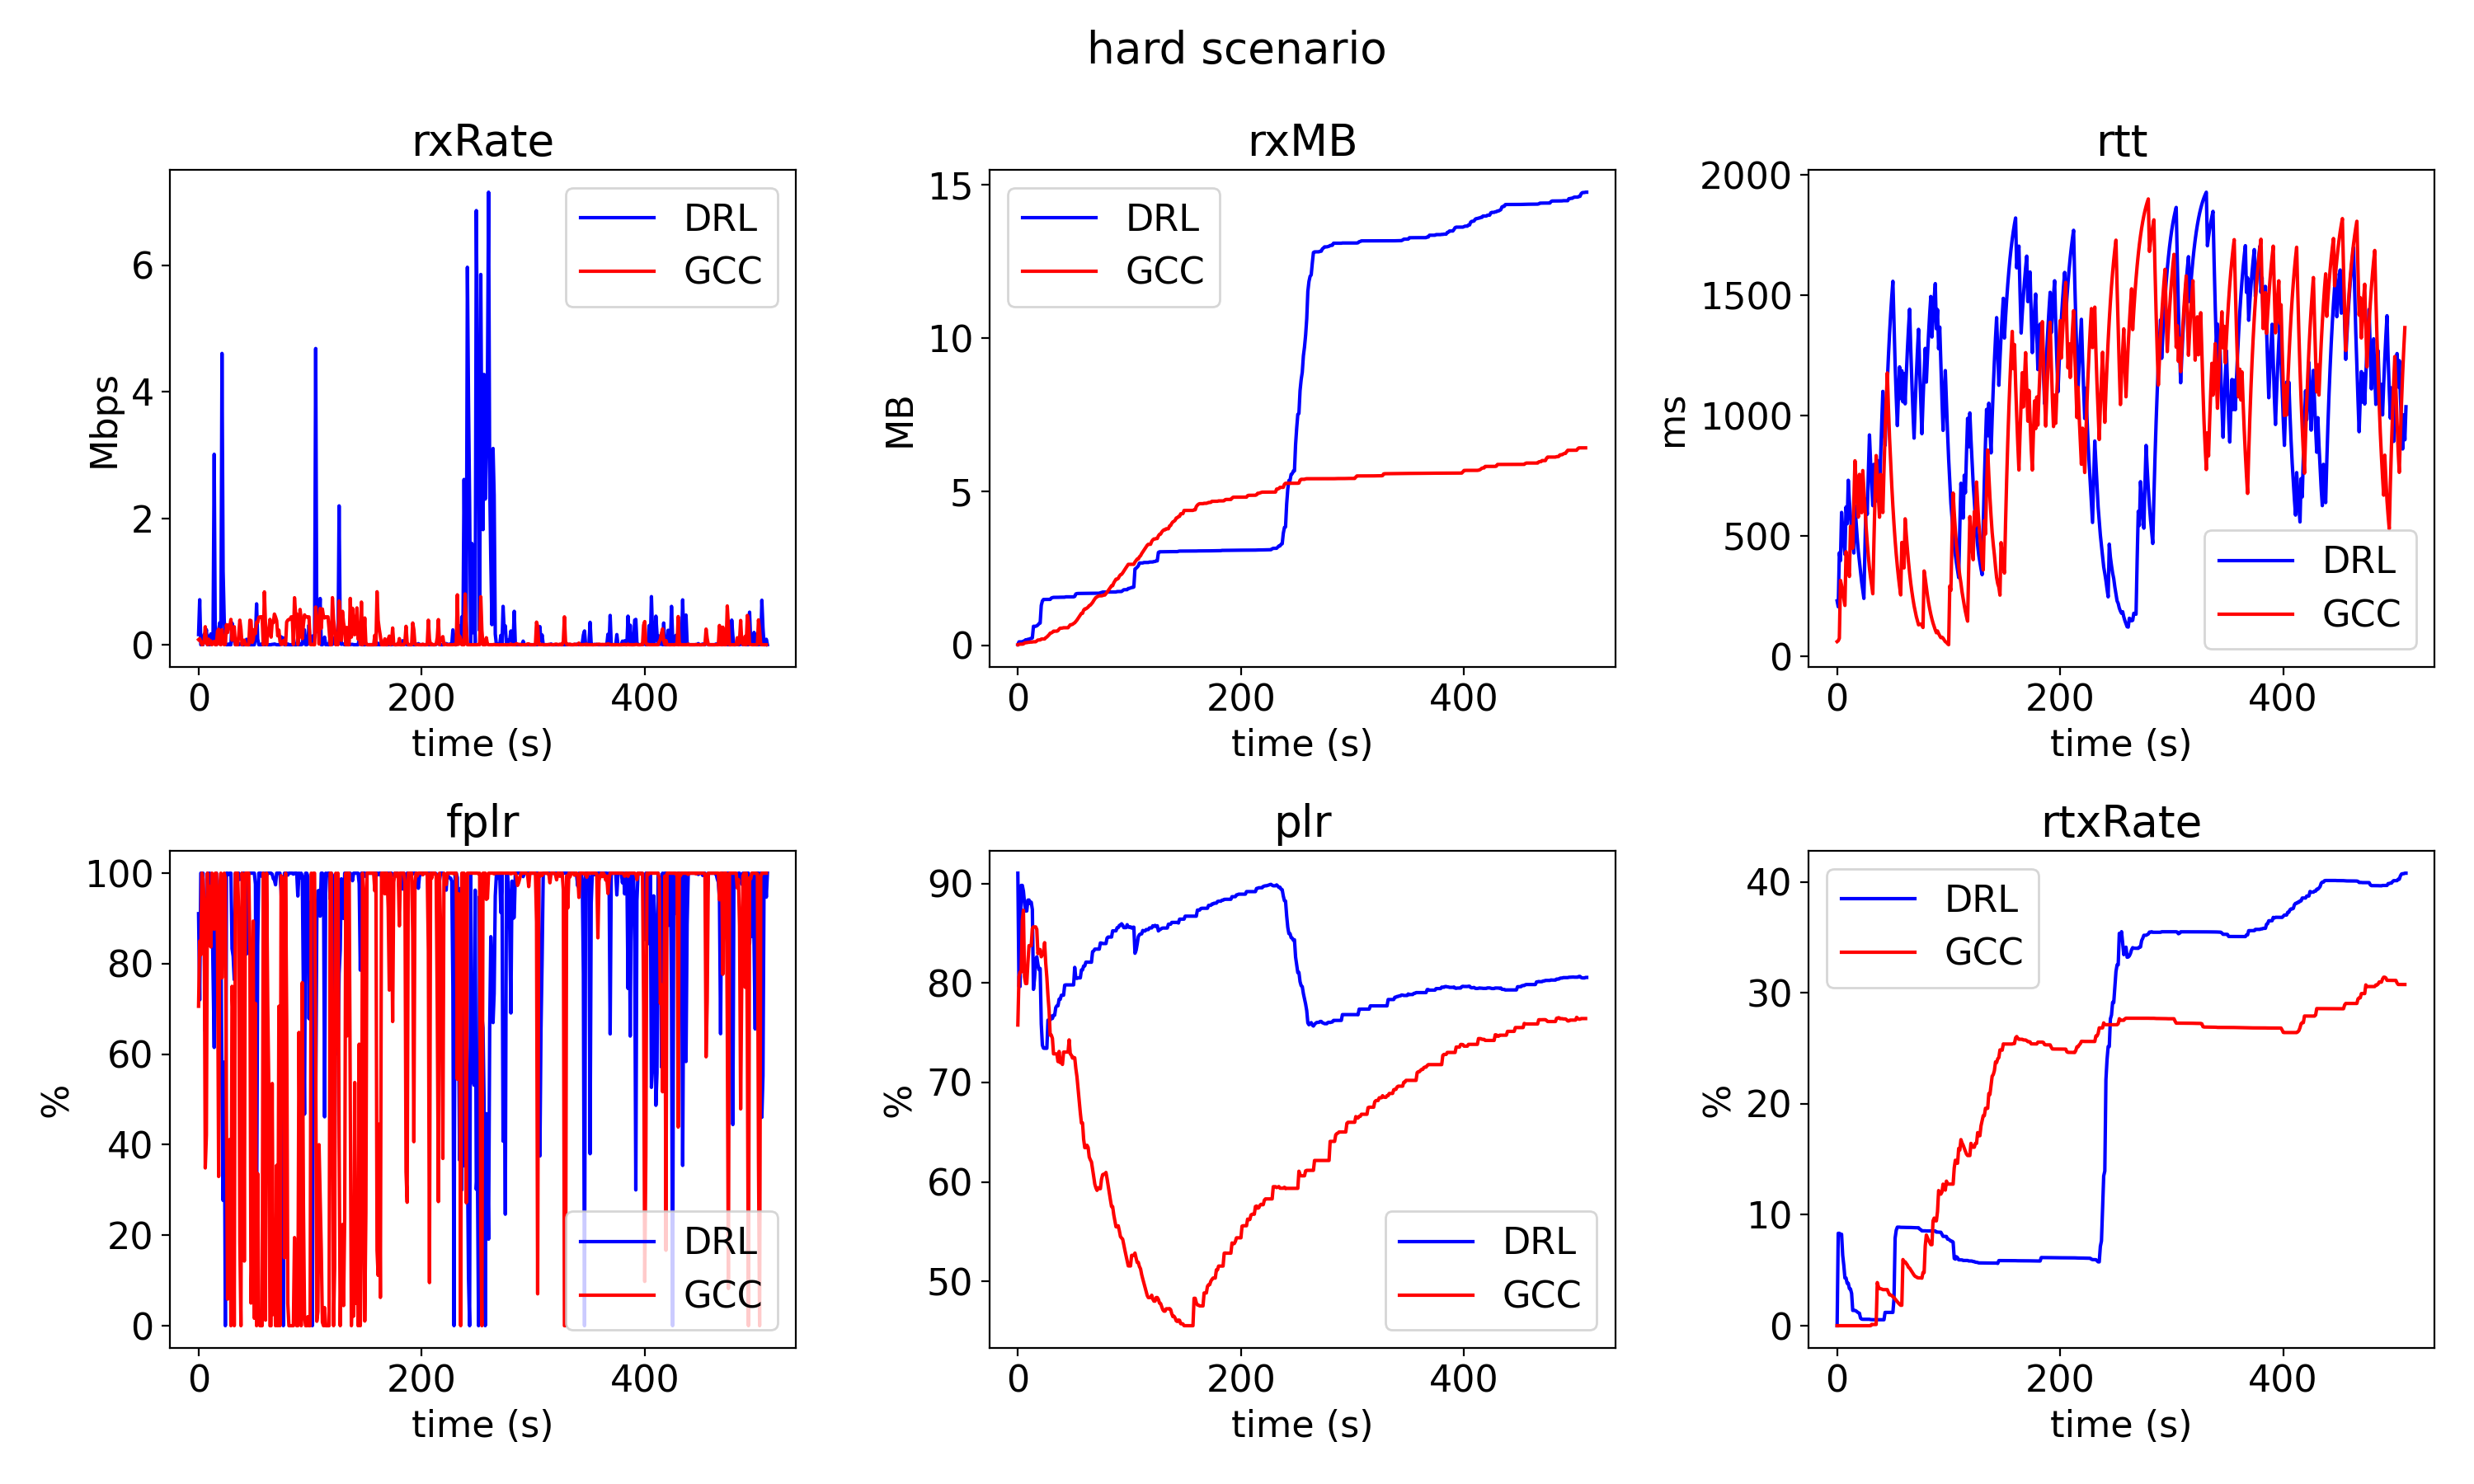 hard scenario
rxRate
Mbps
6
4
2
0
0 200 400
time (s)
DRL
GCC
rxMB
MB
15
10
5
0
0 200 400
time (s)
DRL
GCC
rtt
ms
2000
1500
1000
500
0
0 200 400
time (s)
DRL
GCC
fplr
%
100
80
60
40
20
0
0 200 400
time (s)
DRL
GCC
plr
%
90
80
70
60
50
0 200 400
time (s)
DRL
GCC
rtxRate
%
40
30
20
10
0
0 200 400
time (s)
DRL
GCC